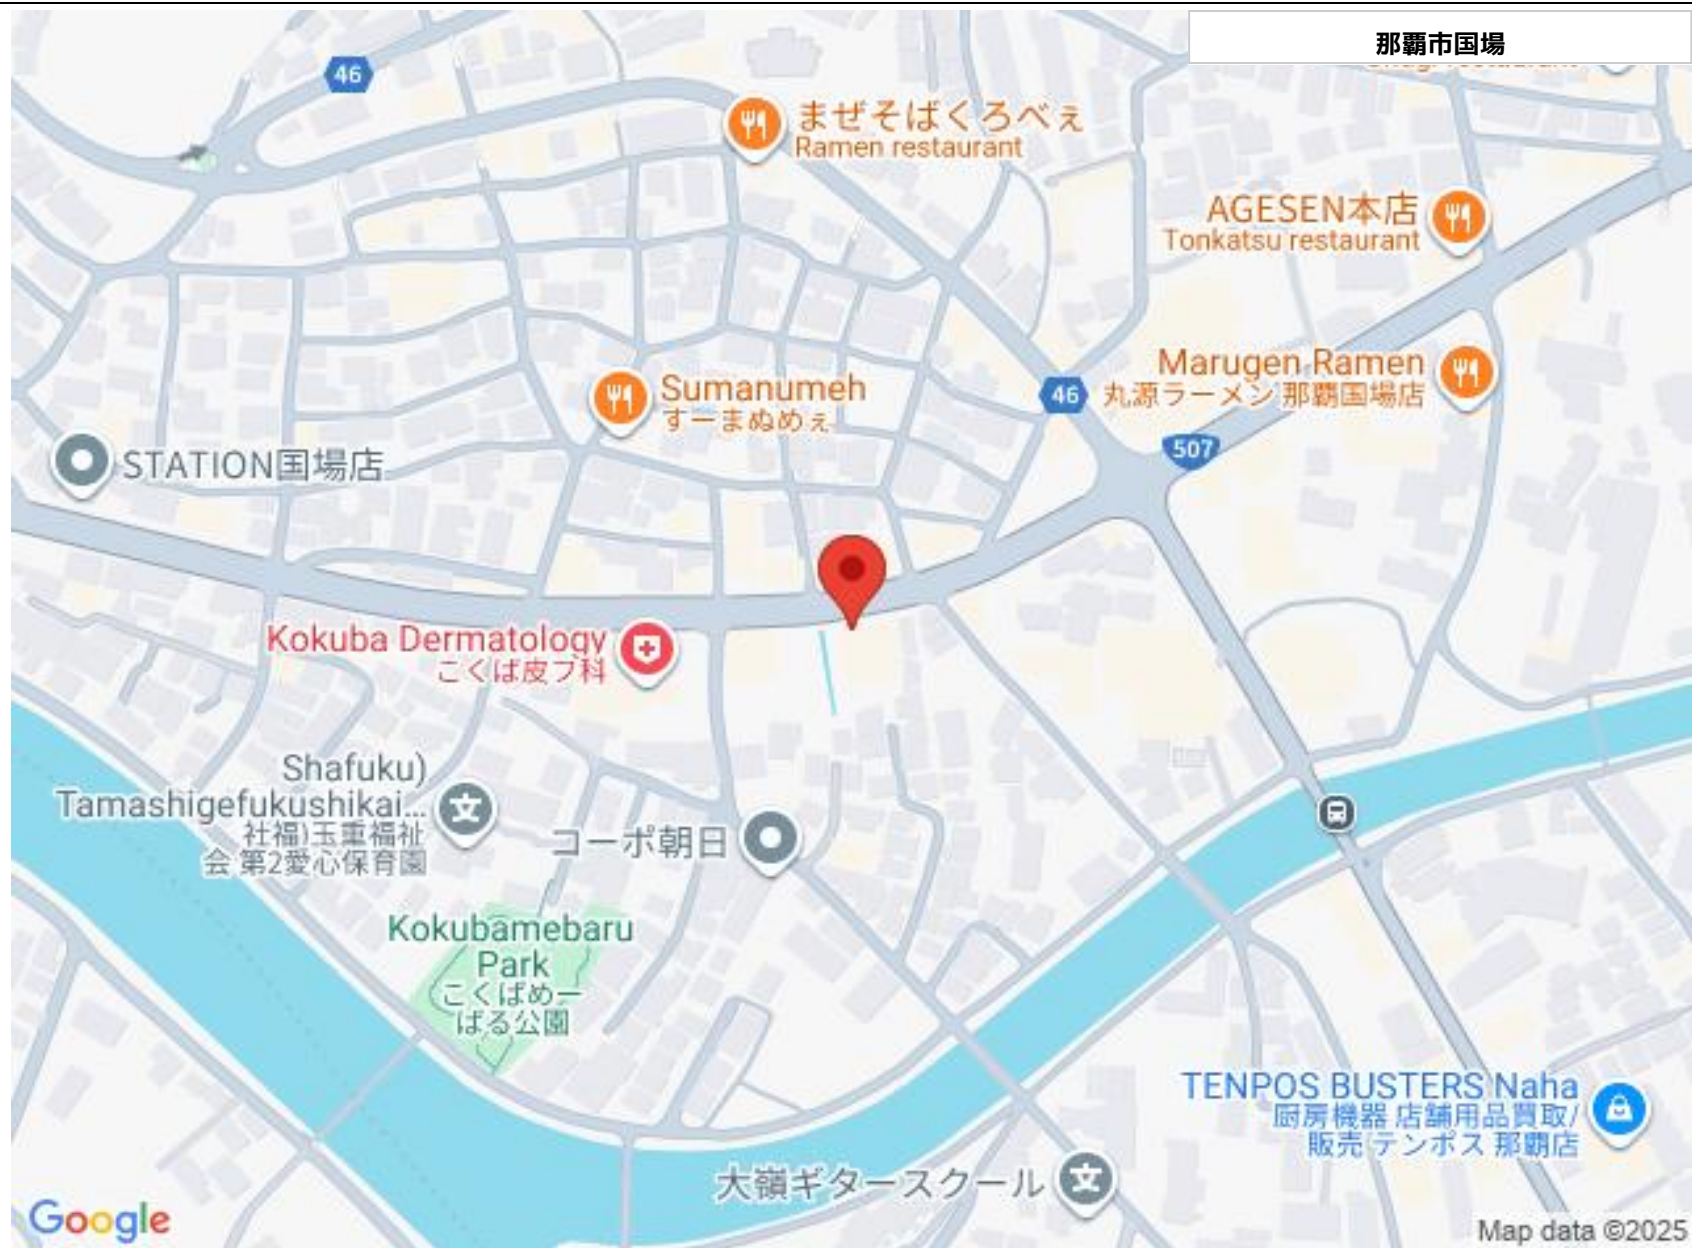 那覇市国場
46
まぜそばくろべぇ
Ramen restaurant
AGESEN本店
Tonkatsu restaurant
Marugen Ramen
丸源ラーメン 那覇国場店
46
507
Sumanumeh
すーまぬめぇ
STATION国場店
Kokuba Dermatology
こくば皮フ科
Shafuku)
Tamashigefukushikai...
社福)玉重福祉
会 第2愛心保育園
コーポ朝日
Kokubamebaru
Park
こくばめー
ばる公園
TENPOS BUSTERS Naha
厨房機器 店舗用品買取/
販売 テンポス 那覇店
大嶺ギタースクール
Google
Map data ©2025